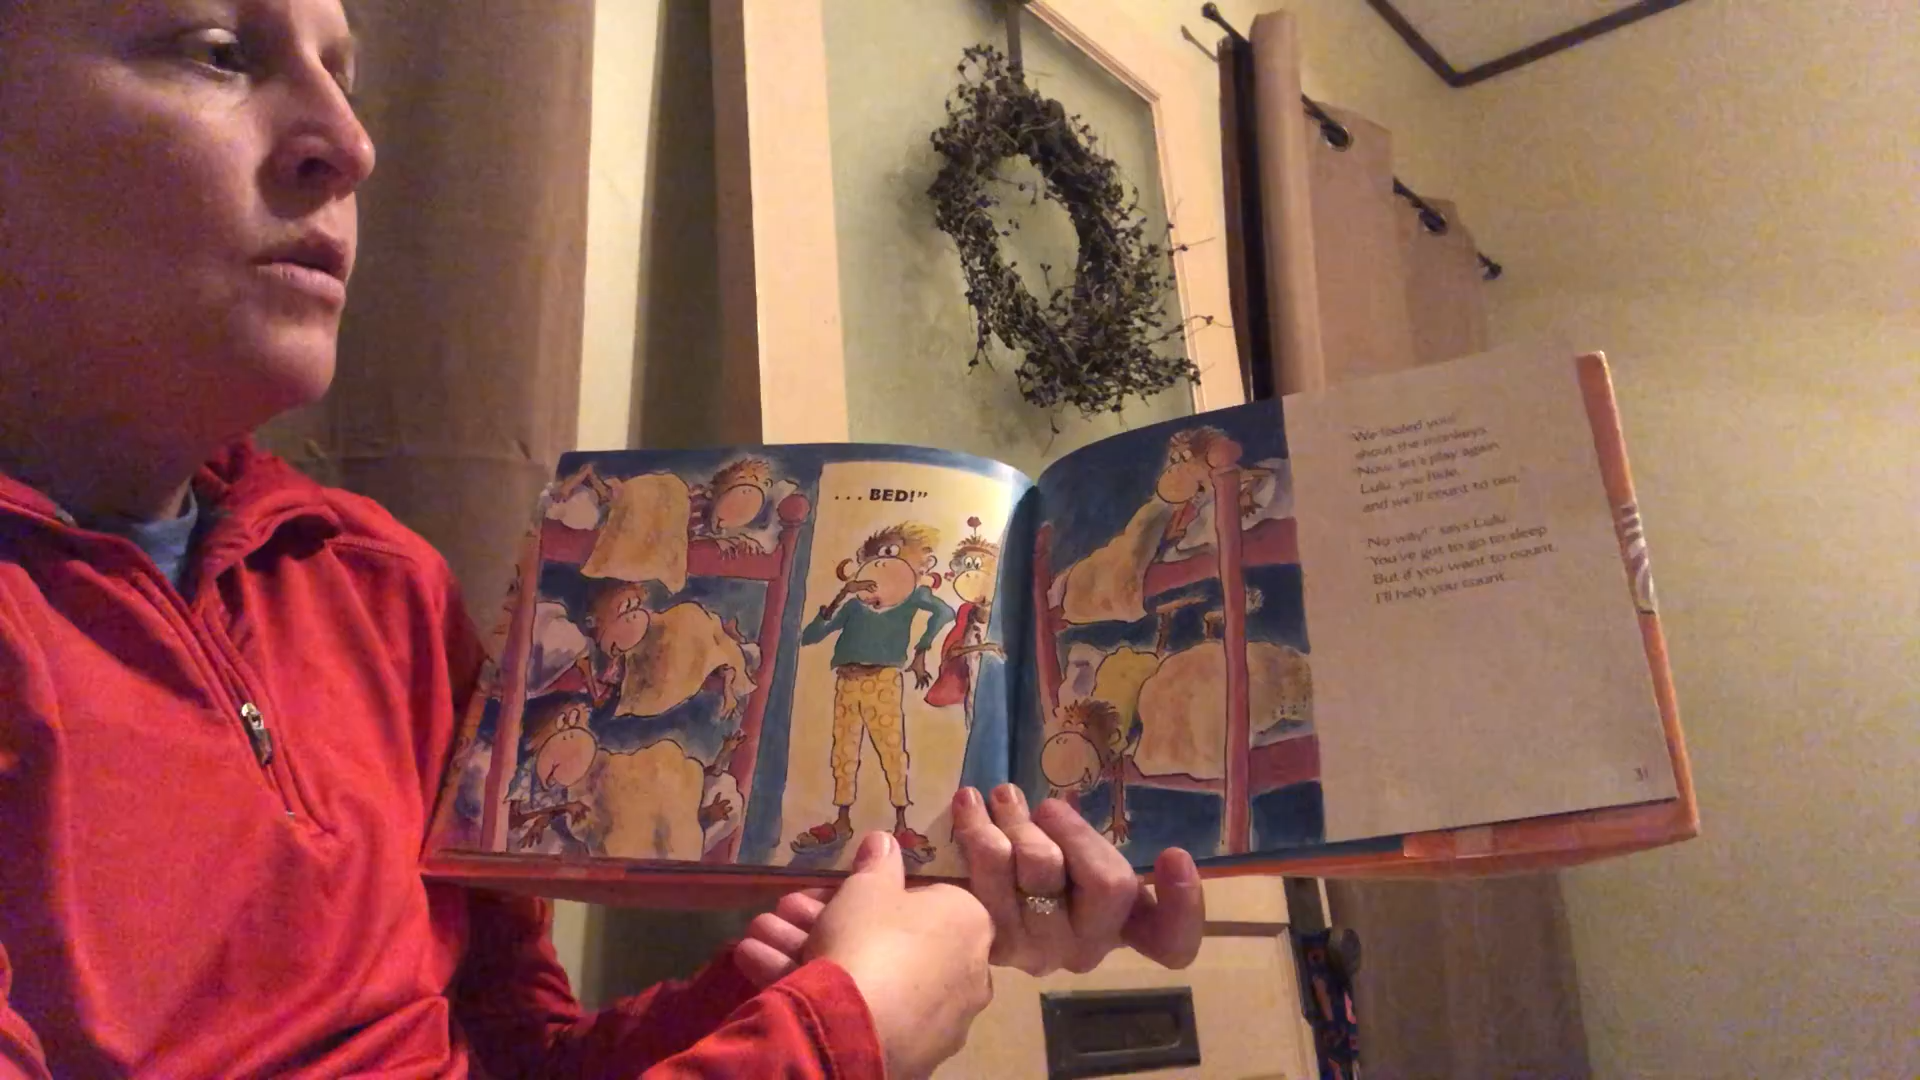 . . . BED!"
"We fooled you
about the monkeys.
Now, let's play again.
Lulu, you hide,
and we'll count to ten."
"No way!" says Lulu.
"You've got to go to sleep.
But if you want to count,
I'll help you count
31